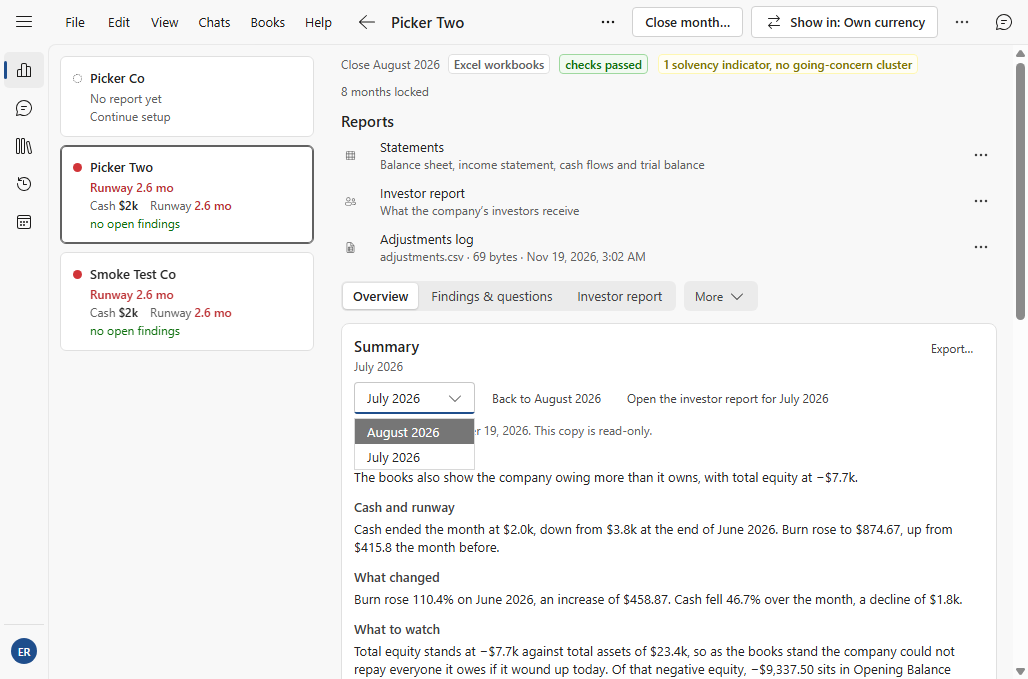 File Edit View Chats Books Help Picker Two Close month... Show in: Own currency
Picker Co
No report yet
Continue setup
Picker Two
Runway 2.6 mo
Cash $2k Runway 2.6 mo
no open findings
Smoke Test Co
Runway 2.6 mo
Cash $2k Runway 2.6 mo
no open findings
ER
Close August 2026 Excel workbooks checks passed 1 solvency indicator, no going-concern cluster
8 months locked
Reports
Statements
Balance sheet, income statement, cash flows and trial balance
Investor report
What the company's investors receive
Adjustments log
adjustments.csv · 69 bytes · Nov 19, 2026, 3:02 AM
Overview Findings & questions Investor report More
Summary
Export...
July 2026
July 2026 Back to August 2026 Open the investor report for July 2026
August 2026
19, 2026. This copy is read-only.
July 2026
The books also show the company owing more than it owns, with total equity at −$7.7k.
Cash and runway
Cash ended the month at $2.0k, down from $3.8k at the end of June 2026. Burn rose to $874.67, up from
$415.8 the month before.
What changed
Burn rose 110.4% on June 2026, an increase of $458.87. Cash fell 46.7% over the month, a decline of $1.8k.
What to watch
Total equity stands at −$7.7k against total assets of $23.4k, so as the books stand the company could not
repay everyone it owes if it wound up today. Of that negative equity, −$9,337.50 sits in Opening Balance